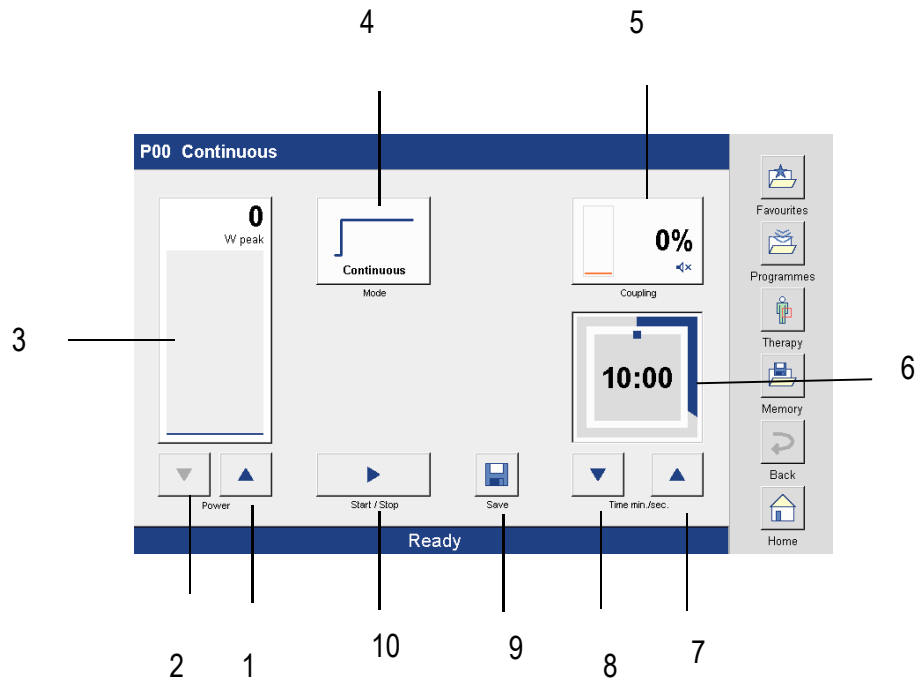 4
5
P00 Continuous
0
W peak
Continuous
Mode
0%
Coupling
Favourites
Programmes
3
10:00
6
Therapy
Memory
Back
Power
Start / Stop
Save
Time min./sec.
Ready
Home
2
1
10
9
8
7